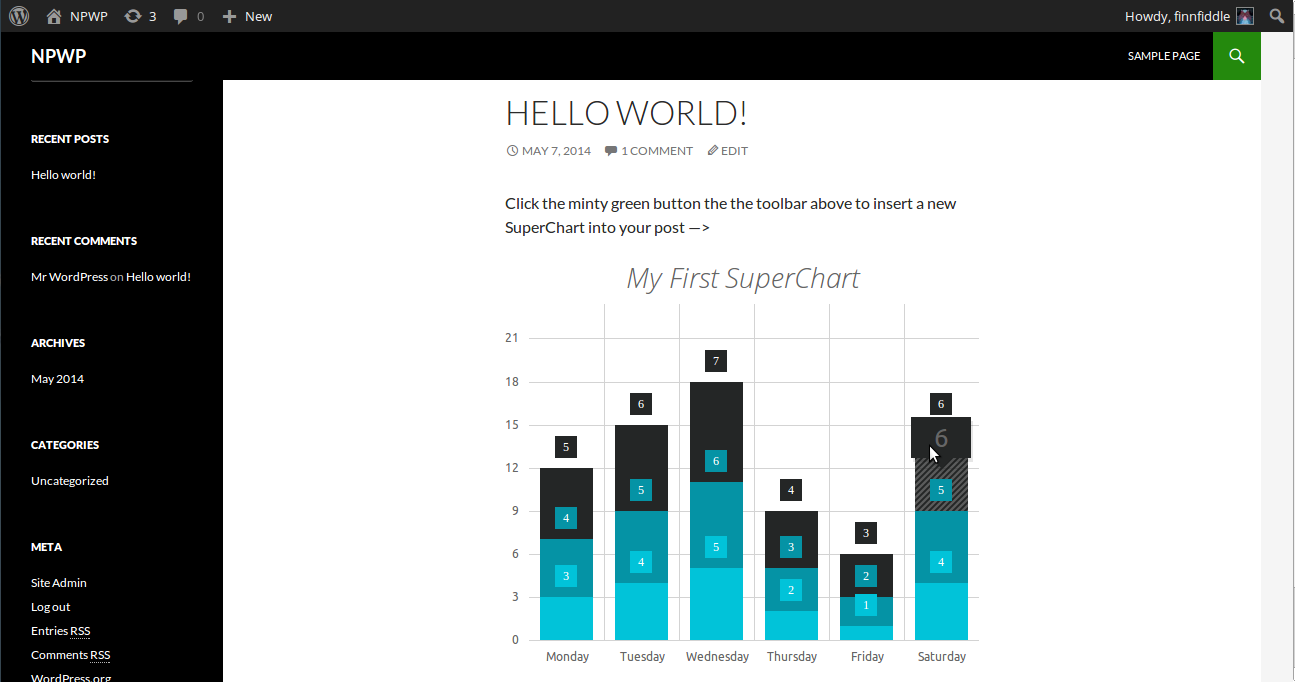 NPWP 3 0 New Howdy, finnfiddle
NPWP SAMPLE PAGE
RECENT POSTS
Hello world!
RECENT COMMENTS
Mr WordPress on Hello world!
ARCHIVES
May 2014
CATEGORIES
Uncategorized
META
Site Admin
Log out
Entries RSS
Comments RSS
WordPress.org
HELLO WORLD!
MAY 7, 2014 1 COMMENT EDIT
Click the minty green button the the toolbar above to insert a new
SuperChart into your post —>
My First SuperChart
21
18
15
12
9
6
3
0
5 4 3
6 5 4
7 6 5
4 3 2
3 2 1
6 6 5 4
Monday Tuesday Wednesday Thursday Friday Saturday